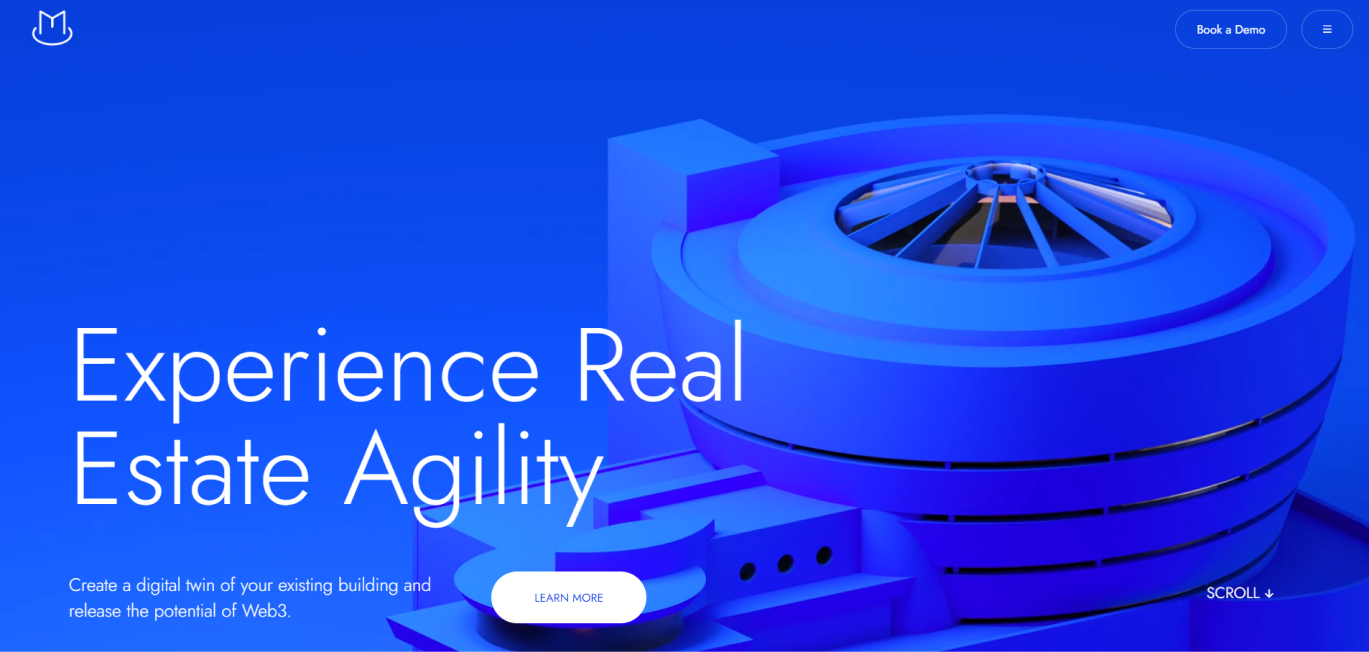 Book a Demo
Experience Real
Estate Agility
Create a digital twin of your existing building and
release the potential of Web3.
LEARN MORE
SCROLL ↓